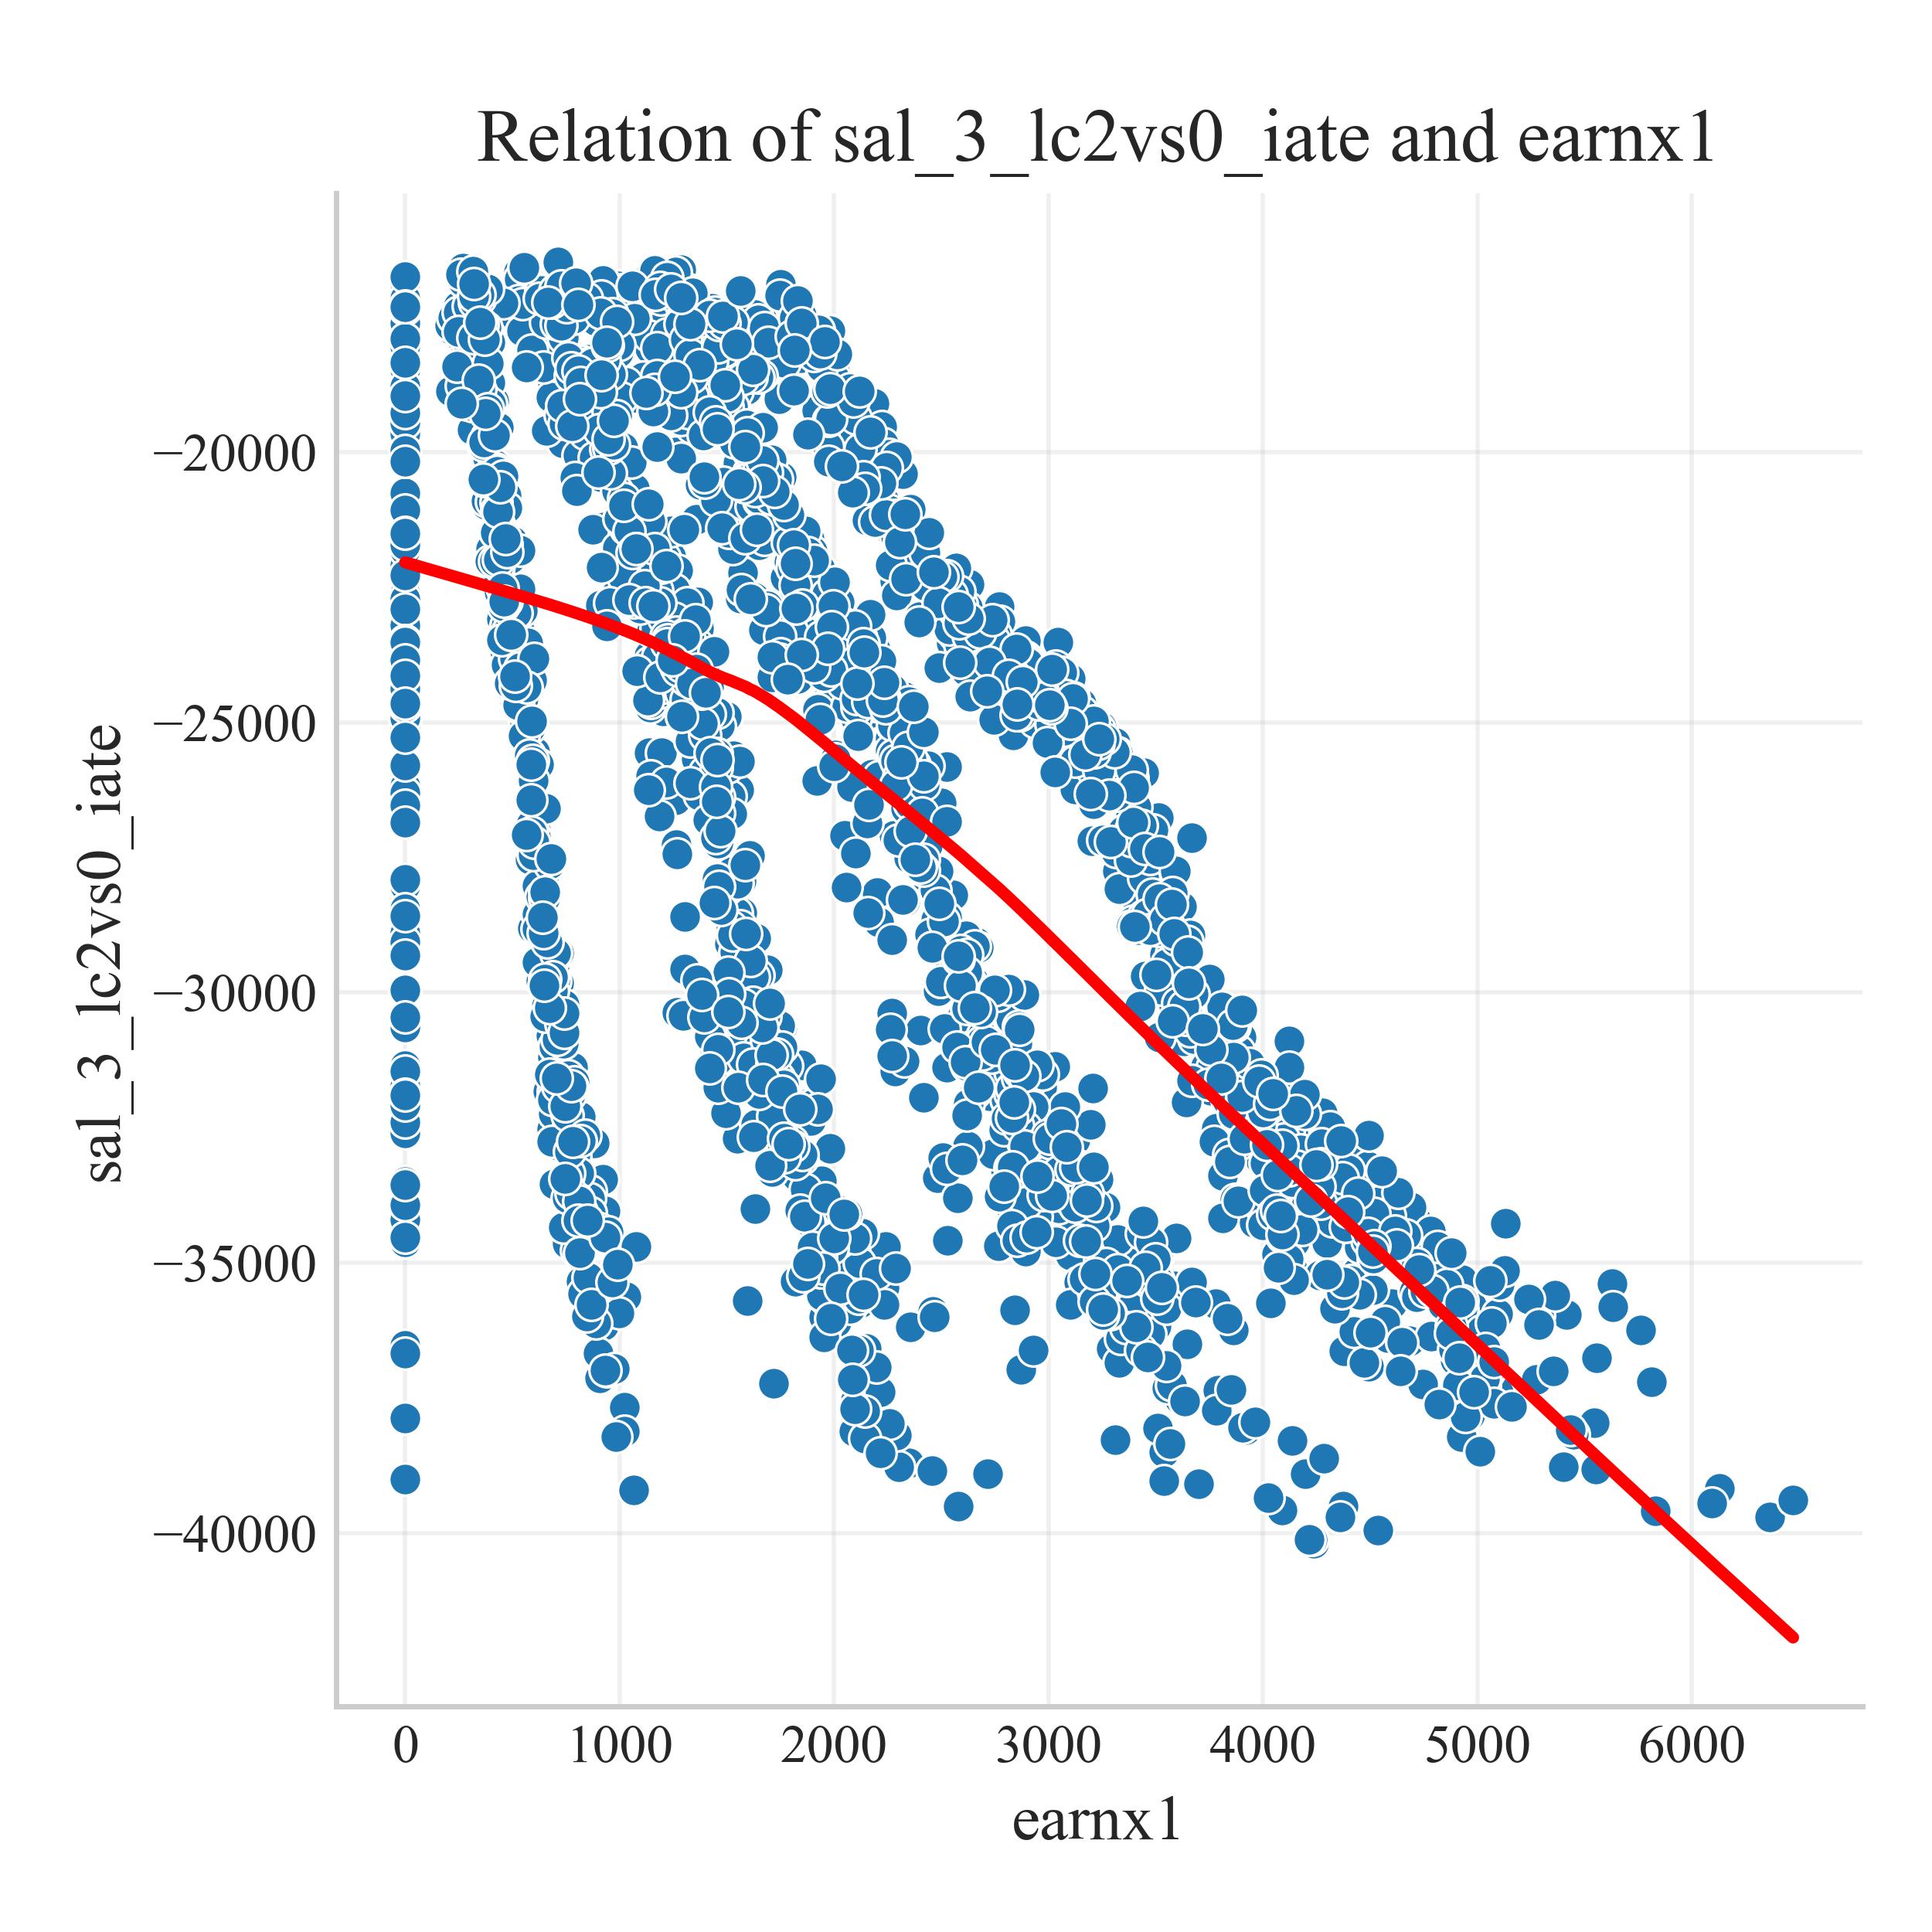 Relation of sal_3_lc2vs0_iate and earnx1
sal_3_lc2vs0_iate
−20000
−25000
−30000
−35000
−40000
0 1000 2000 3000 4000 5000 6000
earnx1